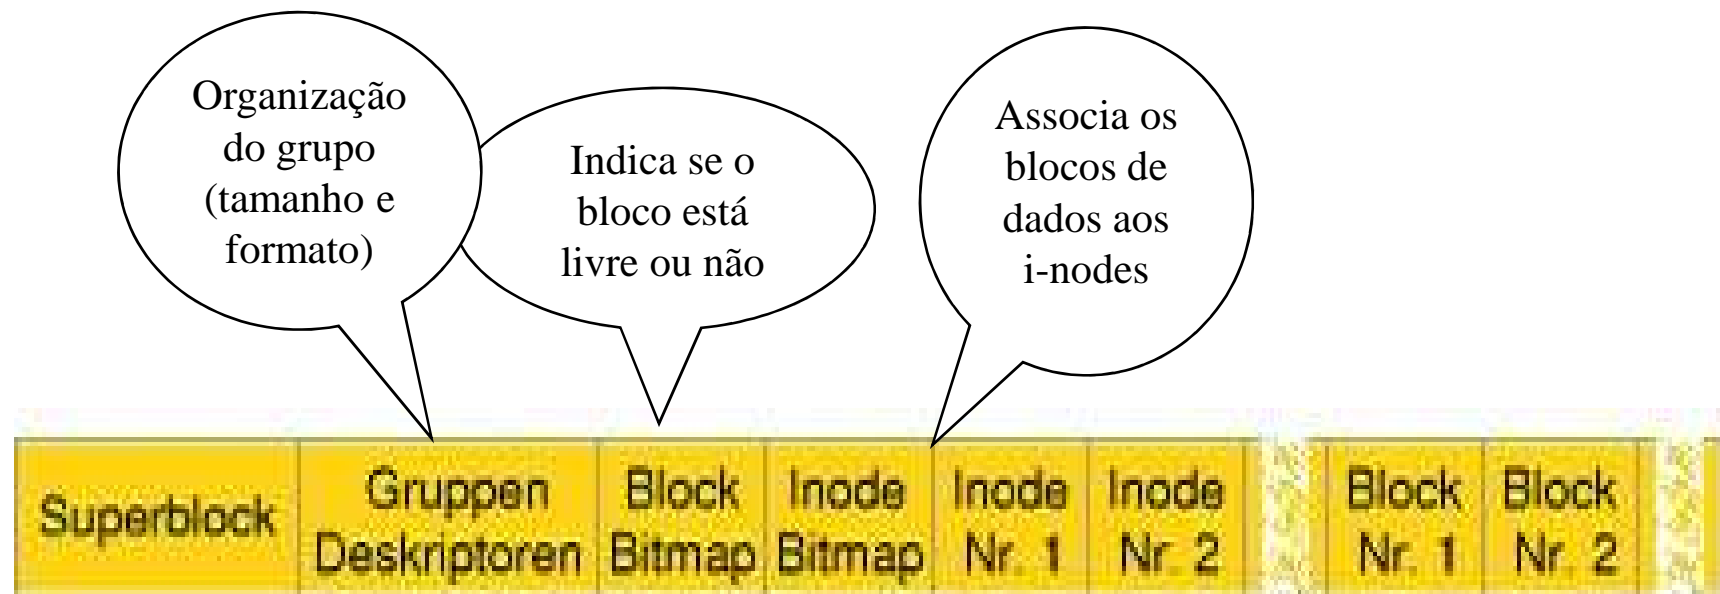 Organização
do grupo
(tamanho e
formato)
Indica se o
bloco está
livre ou não
Associa os
blocos de
dados aos
i-nodes
Superblock
Gruppen
Deskriptoren
Block
Bitmap
Inode
Bitmap
Inode
Nr. 1
Inode
Nr. 2
Block
Nr. 1
Block
Nr. 2